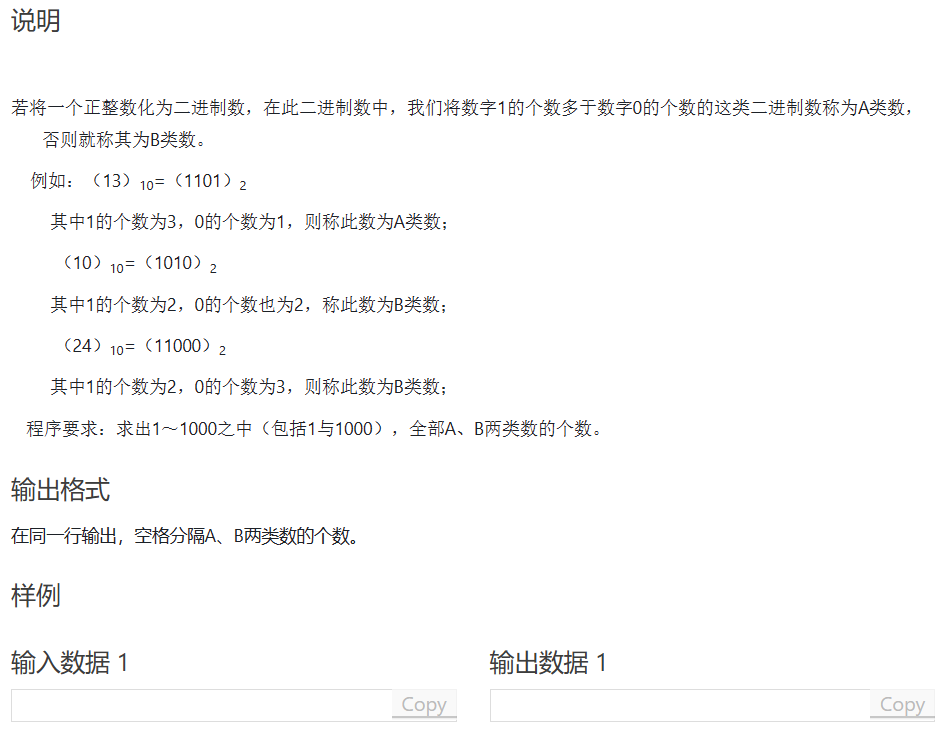 说明
若将一个正整数化为二进制数，在此二进制数中，我们将数字1的个数多于数字0的个数的这类二进制数称为A类数，
否则就称其为B类数。
例如：（13）10=（1101）2
其中1的个数为3，0的个数为1，则称此数为A类数；
（10）10=（1010）2
其中1的个数为2，0的个数也为2，称此数为B类数；
（24）10=（11000）2
其中1的个数为2，0的个数为3，则称此数为B类数；
程序要求：求出1～1000之中（包括1与1000），全部A、B两类数的个数。
输出格式
在同一行输出，空格分隔A、B两类数的个数。
样例
输入数据 1
输出数据 1
Copy
Copy